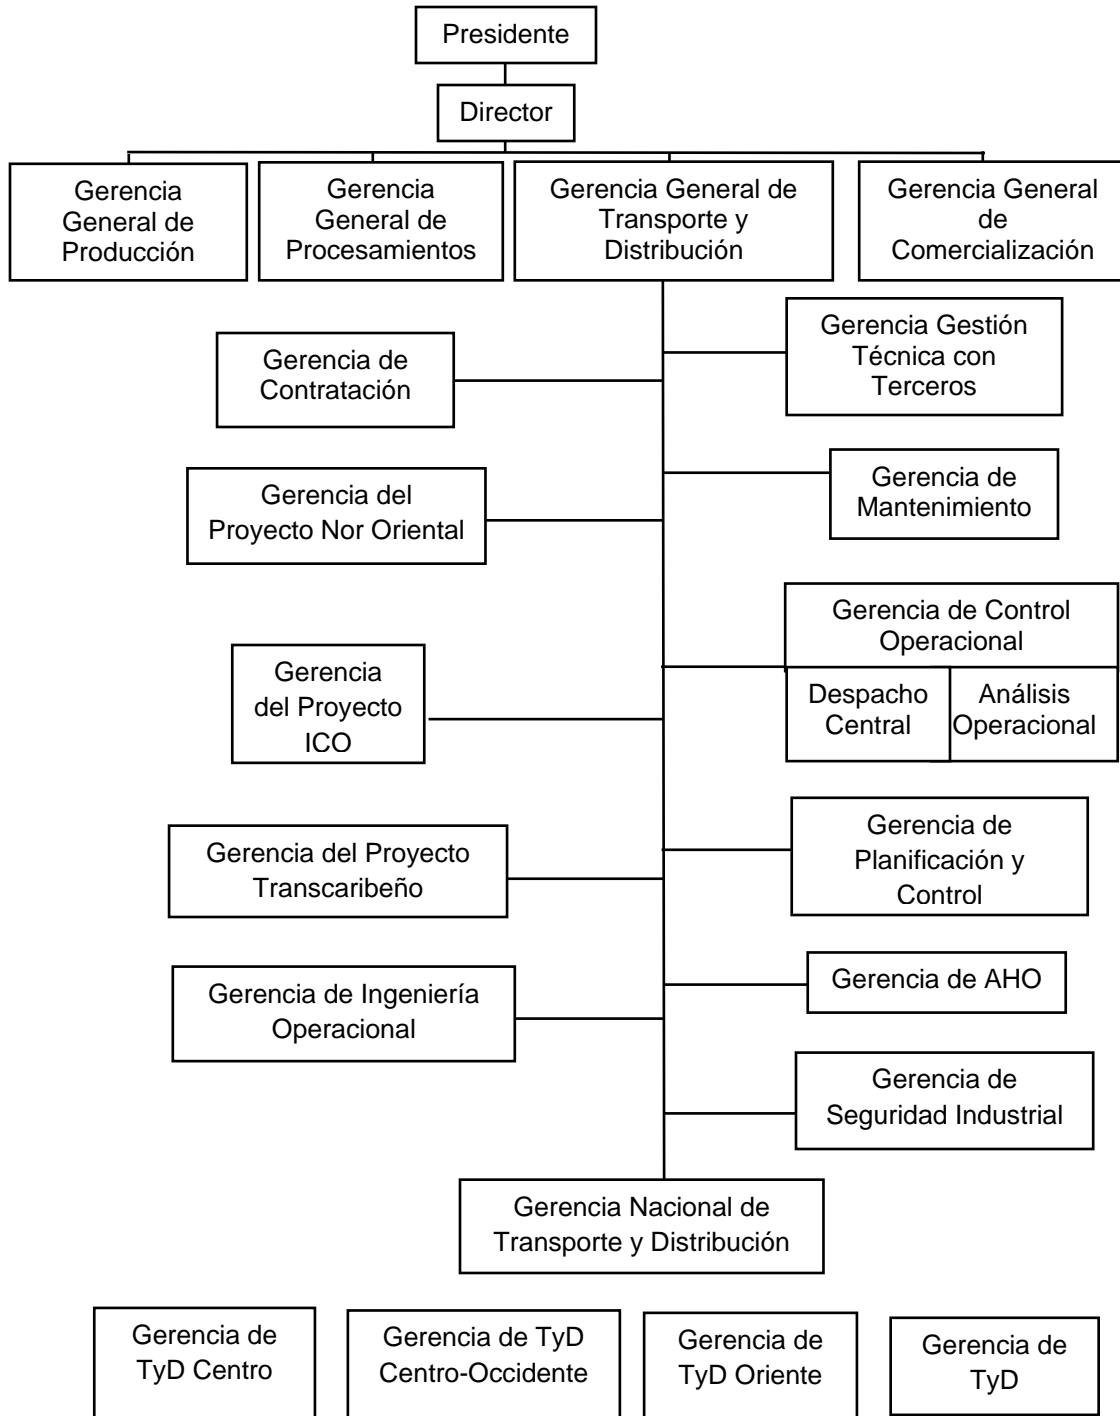 Presidente
Director
Gerencia
General de
Producción
Gerencia
General de
Procesamientos
Gerencia General de
Transporte y
Distribución
Gerencia General
de
Comercialización
Gerencia Gestión
Técnica con
Terceros
Gerencia de
Contratación
Gerencia de
Mantenimiento
Gerencia del
Proyecto Nor Oriental
Gerencia de Control
Operacional
Despacho
Central
Análisis
Operacional
Gerencia
del Proyecto
ICO
Gerencia de
Planificación y
Control
Gerencia del Proyecto
Transcaribeño
Gerencia de AHO
Gerencia de Ingeniería
Operacional
Gerencia de
Seguridad Industrial
Gerencia Nacional de
Transporte y Distribución
Gerencia de
TyD Centro
Gerencia de TyD
Centro-Occidente
Gerencia de
TyD Oriente
Gerencia de
TyD